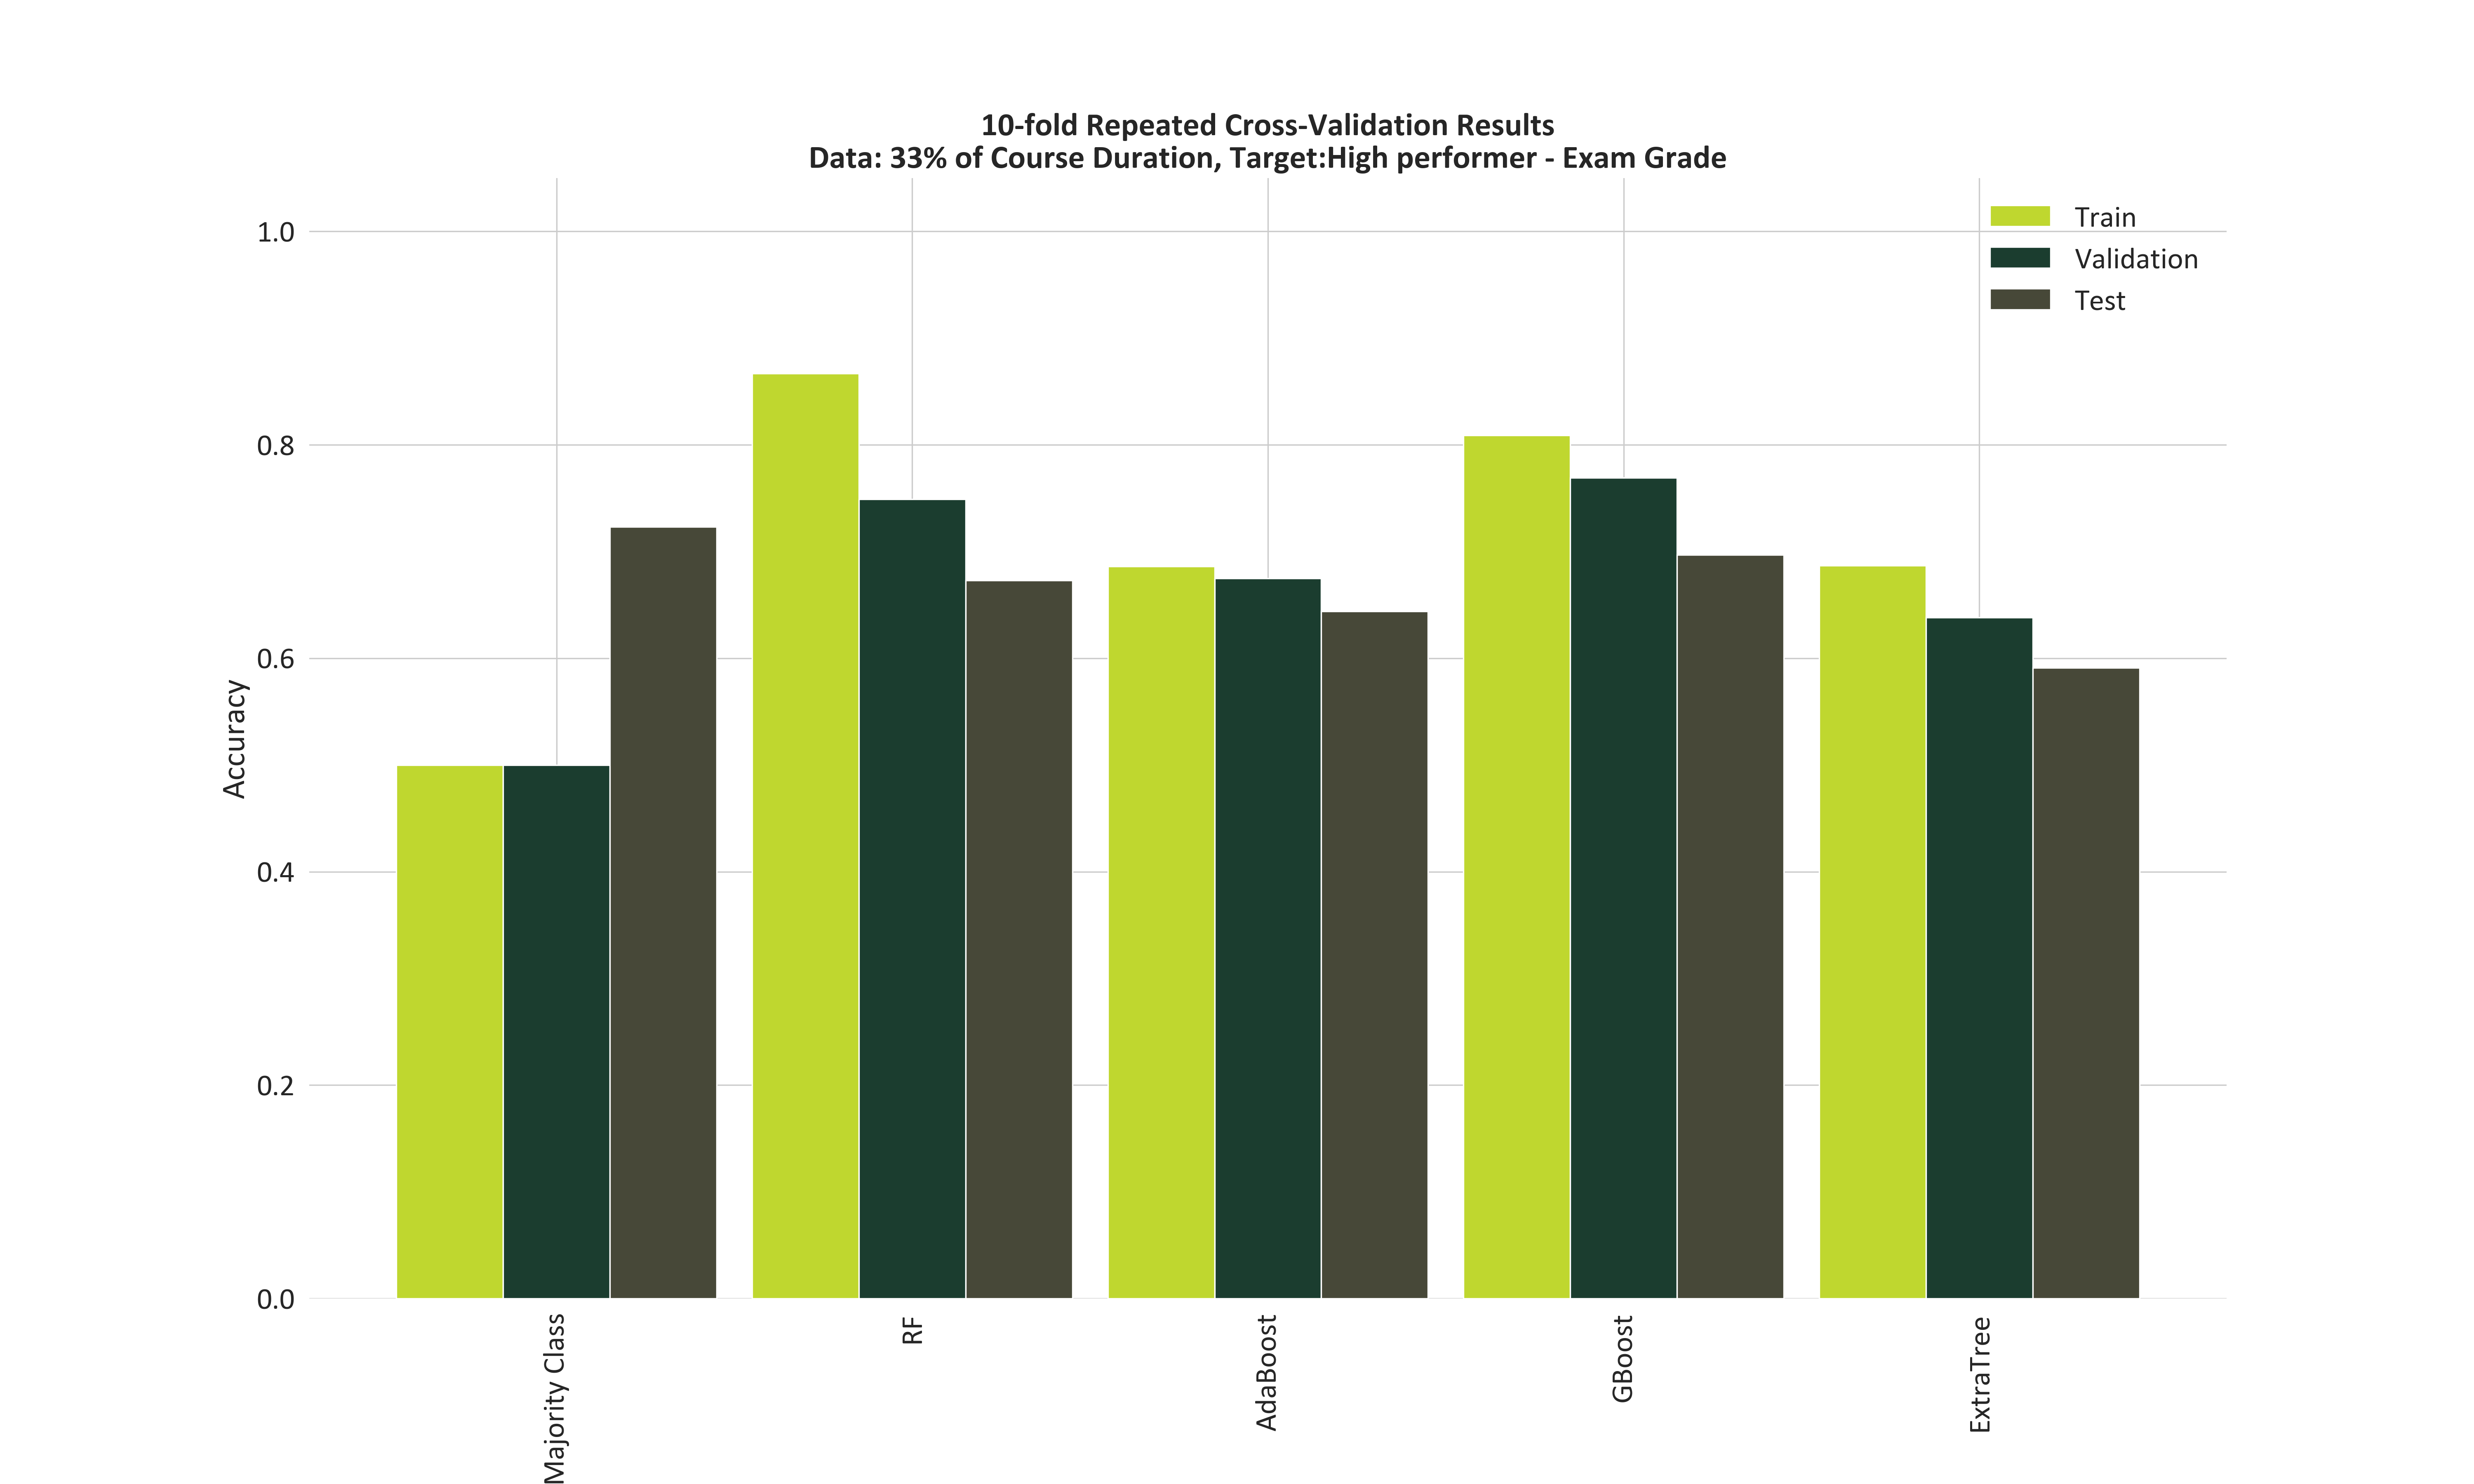 10-fold Repeated Cross-Validation Results
Data: 33% of Course Duration, Target:High performer - Exam Grade
Train
Validation
Test
Accuracy
1.0
0.8
0.6
0.4
0.2
0.0
Majority Class
RF
AdaBoost
GBoost
ExtraTree